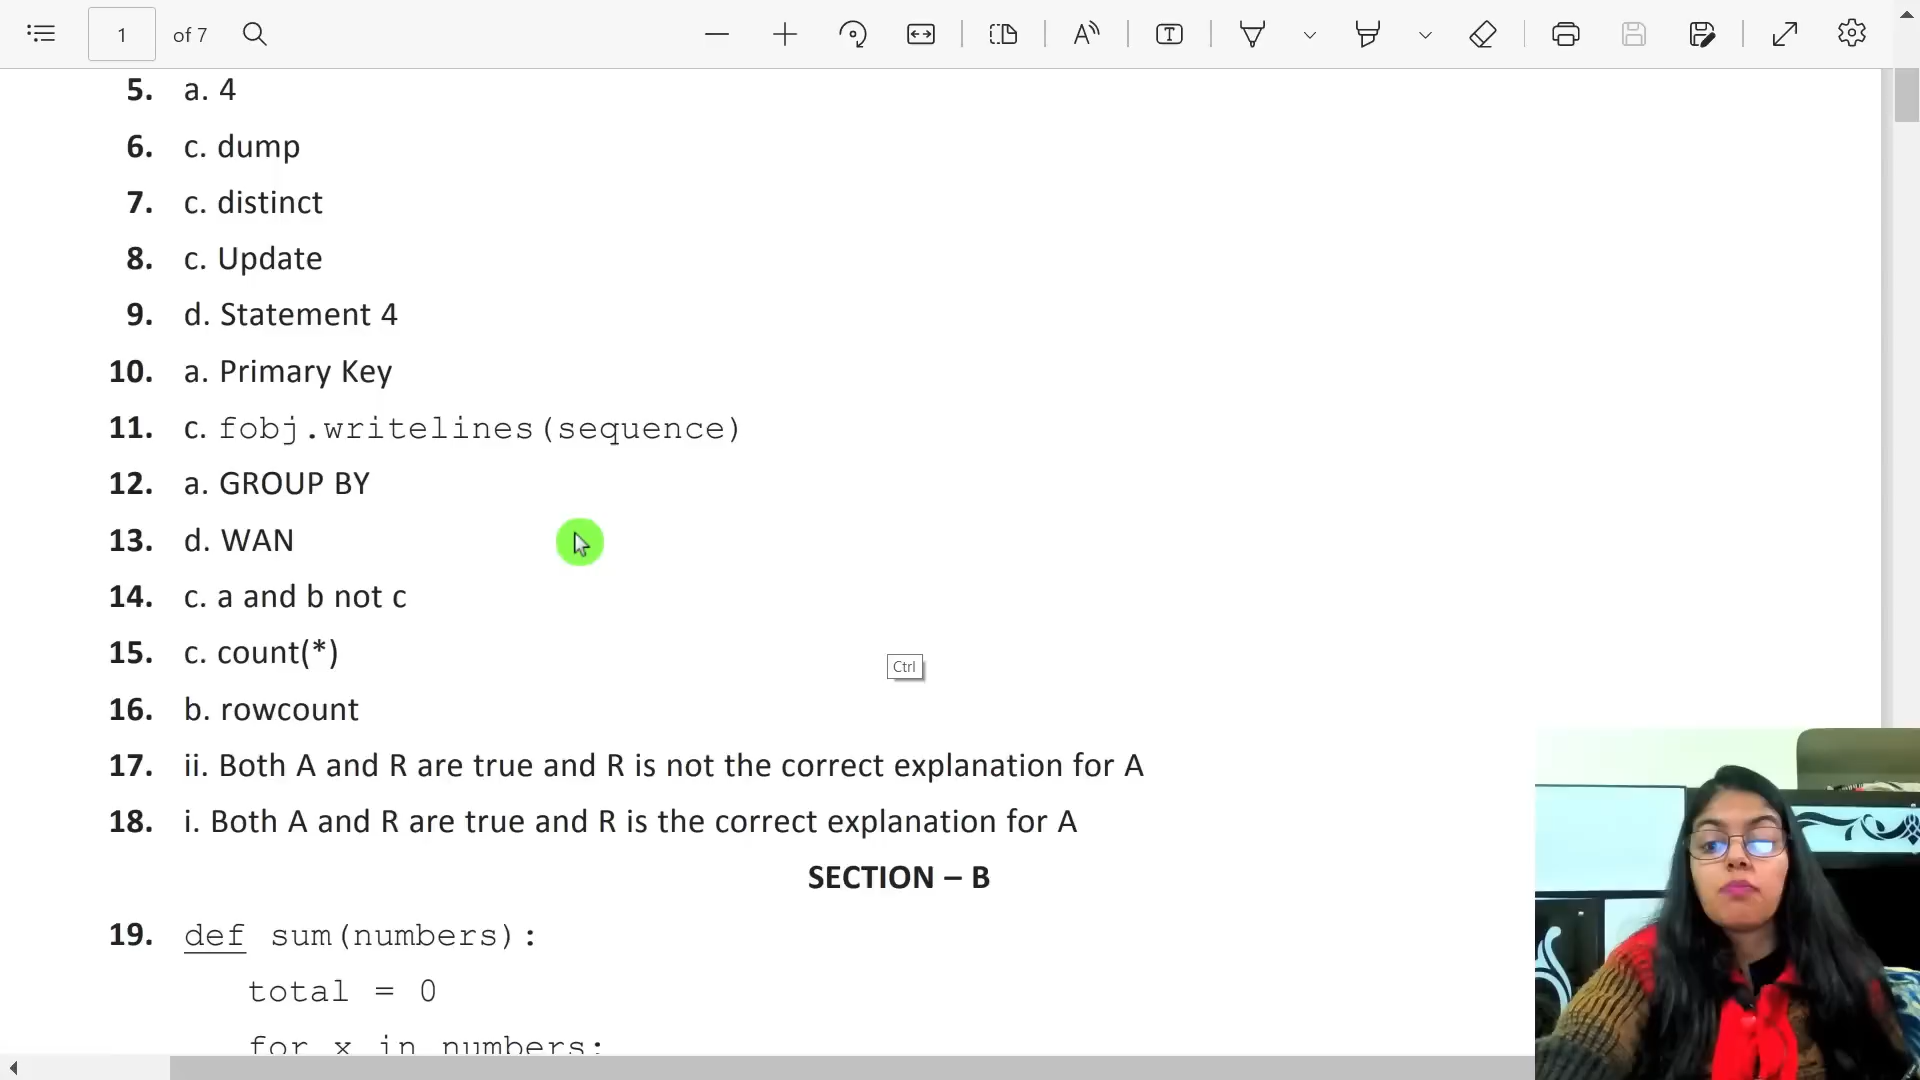 1 of 7
5. a. 4
6. c. dump
7. c. distinct
8. c. Update
9. d. Statement 4
10. a. Primary Key
11. c. fobj.writelines(sequence)
12. a. GROUP BY
13. d. WAN
14. c. a and b not c
15. c. count(*)
Ctrl
16. b. rowcount
17. ii. Both A and R are true and R is not the correct explanation for A
18. i. Both A and R are true and R is the correct explanation for A
SECTION – B
19. def sum(numbers):
total = 0
for x in numbers: